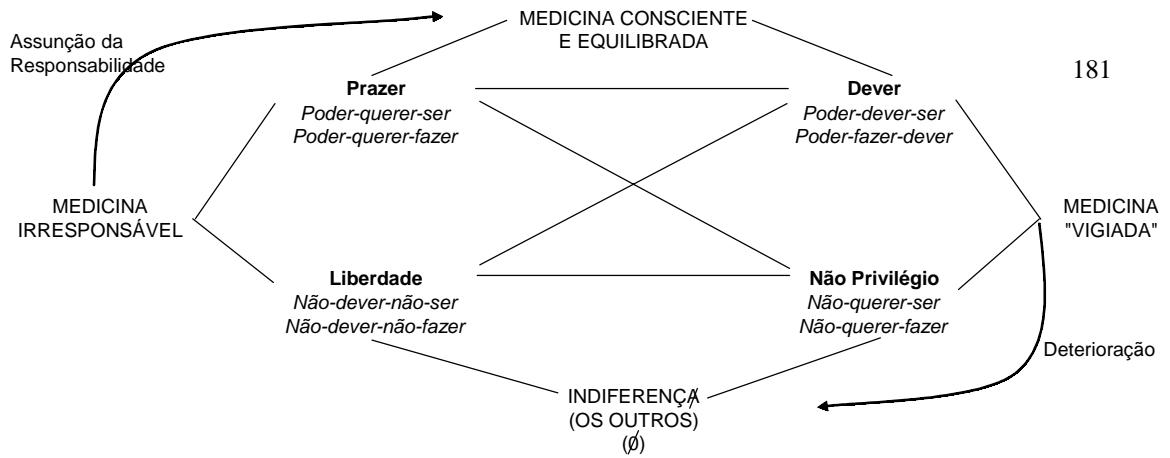 MEDICINA CONSCIENTE
E EQUILIBRADA
Assunção da
Responsabilidade
181
Prazer
Poder-querer-ser
Poder-querer-fazer
Dever
Poder-dever-ser
Poder-fazer-dever
MEDICINA
IRRESPONSÁVEL
MEDICINA
"VIGIADA"
Liberdade
Não-dever-não-ser
Não-dever-não-fazer
Não Privilégio
Não-querer-ser
Não-querer-fazer
Deterioração
INDIFERENÇA
(OS OUTROS)
(Ø)